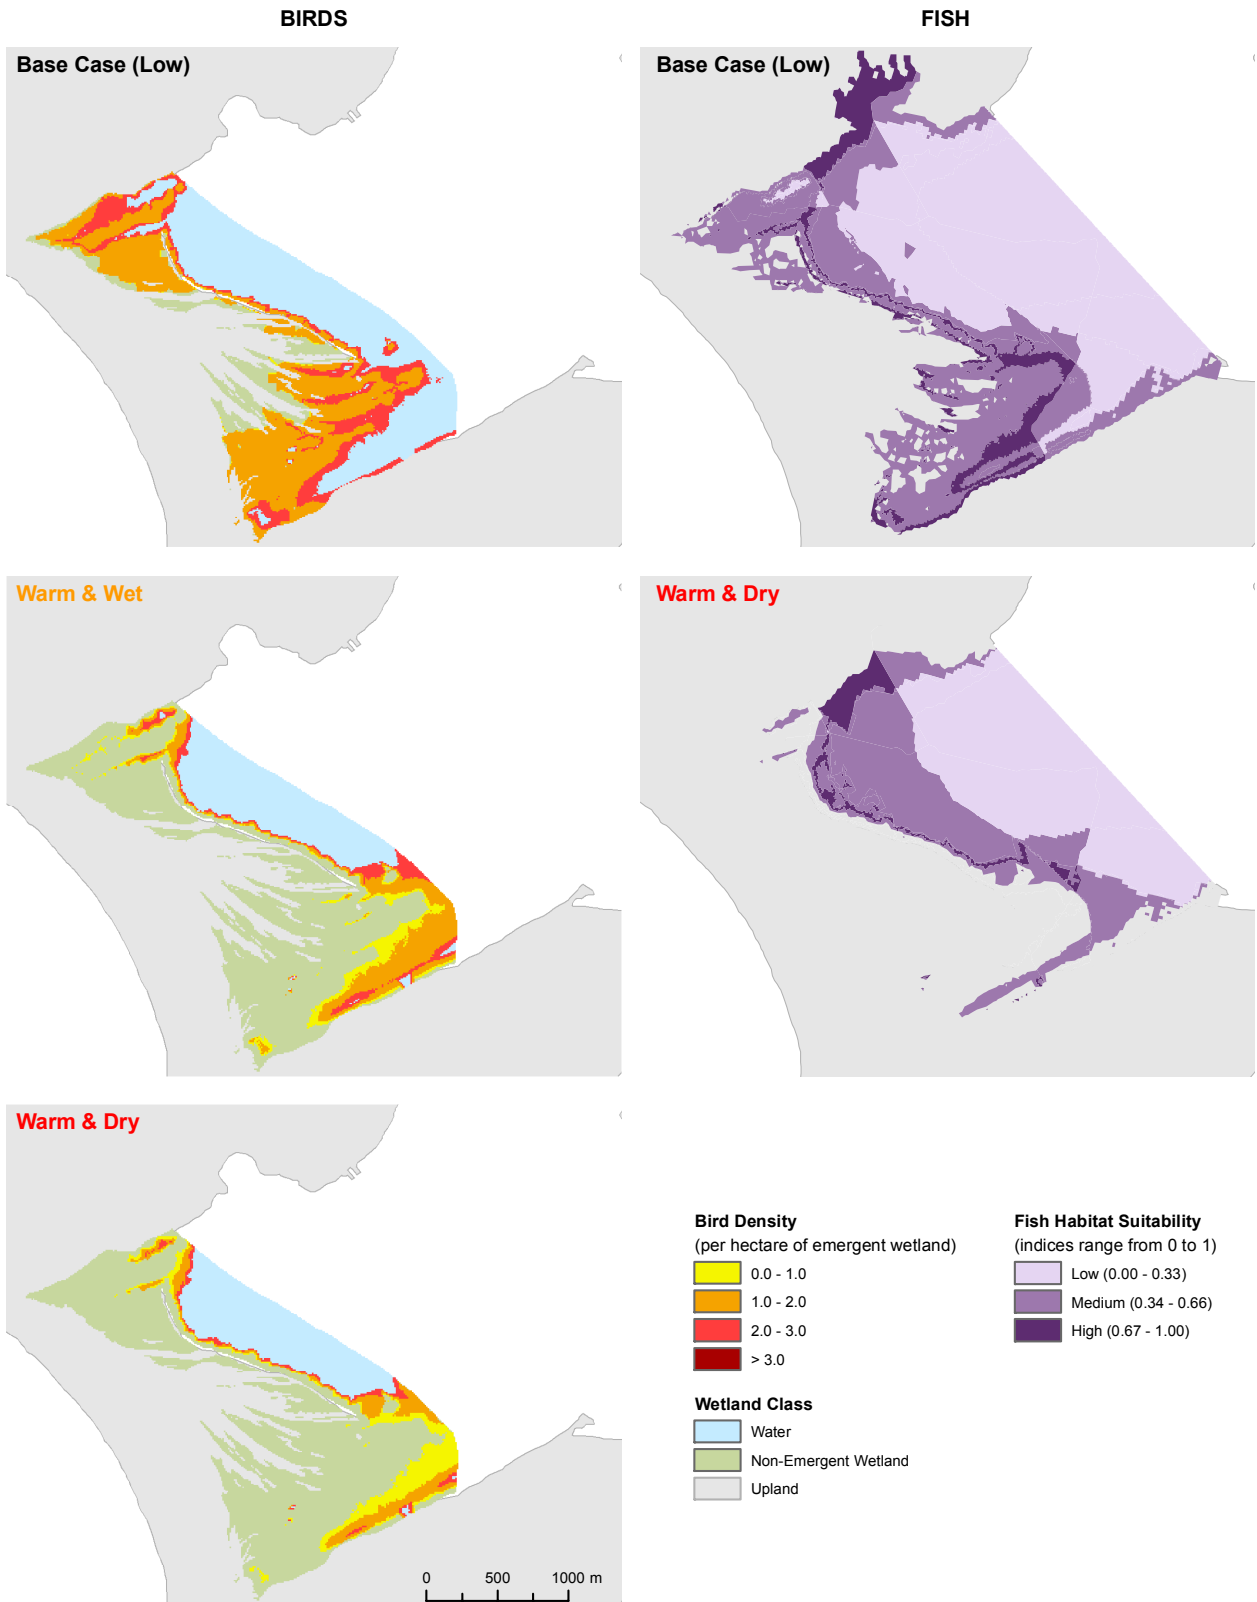 BIRDS
FISH
Base Case (Low)
Base Case (Low)
Warm & Wet
Warm & Dry
Warm & Dry
Bird Density
(per hectare of emergent wetland)
0.0 - 1.0
1.0 - 2.0
2.0 - 3.0
> 3.0
Wetland Class
Water
Non-Emergent Wetland
Upland
Fish Habitat Suitability
(indices range from 0 to 1)
Low (0.00 - 0.33)
Medium (0.34 - 0.66)
High (0.67 - 1.00)
0 500 1000 m